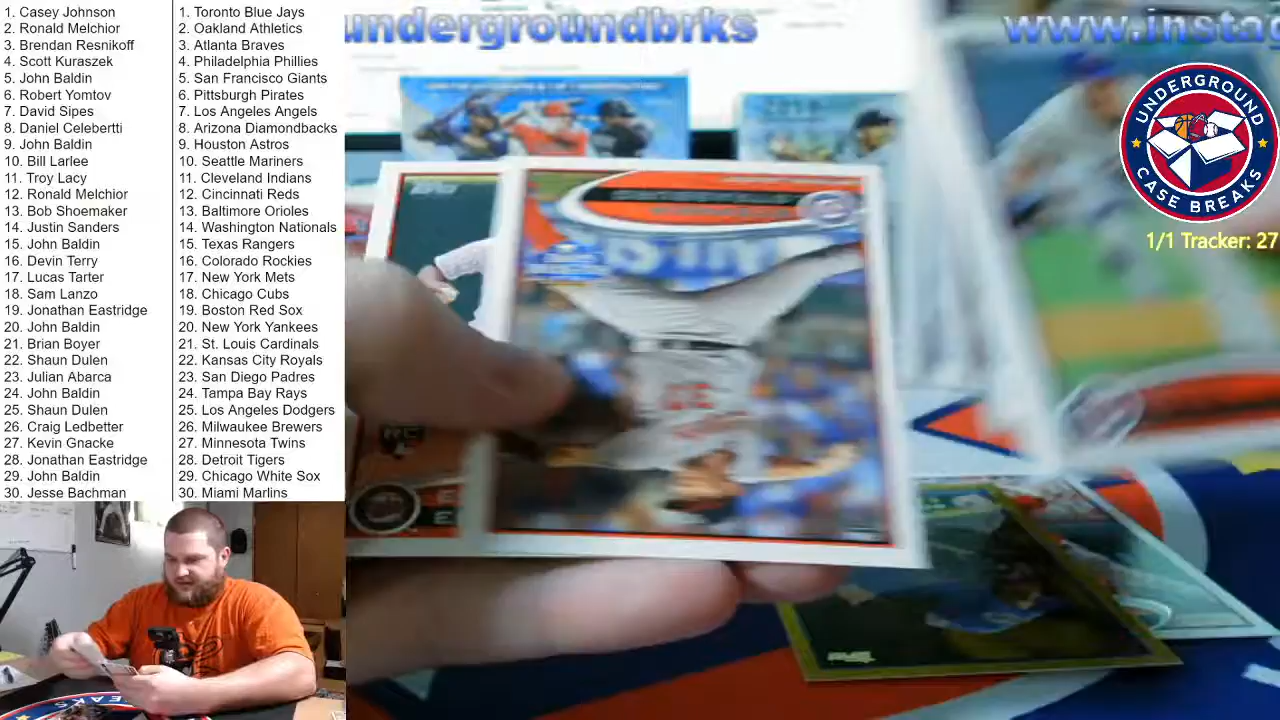 1. Casey Johnson
2. Ronald Melchior
3. Brendan Resnikoff
4. Scott Kuraszek
5. John Baldin
6. Robert Yomtov
7. David Sipes
8. Daniel Celebertti
9. John Baldin
10. Bill Larlee
11. Troy Lacy
12. Ronald Melchior
13. Bob Shoemaker
14. Justin Sanders
15. John Baldin
16. Devin Terry
17. Lucas Tarter
18. Sam Lanzo
19. Jonathan Eastridge
20. John Baldin
21. Brian Boyer
22. Shaun Dulen
23. Julian Abarca
24. John Baldin
25. Shaun Dulen
26. Craig Ledbetter
27. Kevin Gnacke
28. Jonathan Eastridge
29. John Baldin
30. Jesse Bachman
1. Toronto Blue Jays
2. Oakland Athletics
3. Atlanta Braves
4. Philadelphia Phillies
5. San Francisco Giants
6. Pittsburgh Pirates
7. Los Angeles Angels
8. Arizona Diamondbacks
9. Houston Astros
10. Seattle Mariners
11. Cleveland Indians
12. Cincinnati Reds
13. Baltimore Orioles
14. Washington Nationals
15. Texas Rangers
16. Colorado Rockies
17. New York Mets
18. Chicago Cubs
19. Boston Red Sox
20. New York Yankees
21. St. Louis Cardinals
22. Kansas City Royals
23. San Diego Padres
24. Tampa Bay Rays
25. Los Angeles Dodgers
26. Milwaukee Brewers
27. Minnesota Twins
28. Detroit Tigers
29. Chicago White Sox
30. Miami Marlins
undergroundbrks
www.instag
UNDERGROUND
CASE BREAKS
1/1 Tracker: 27
BREAKS